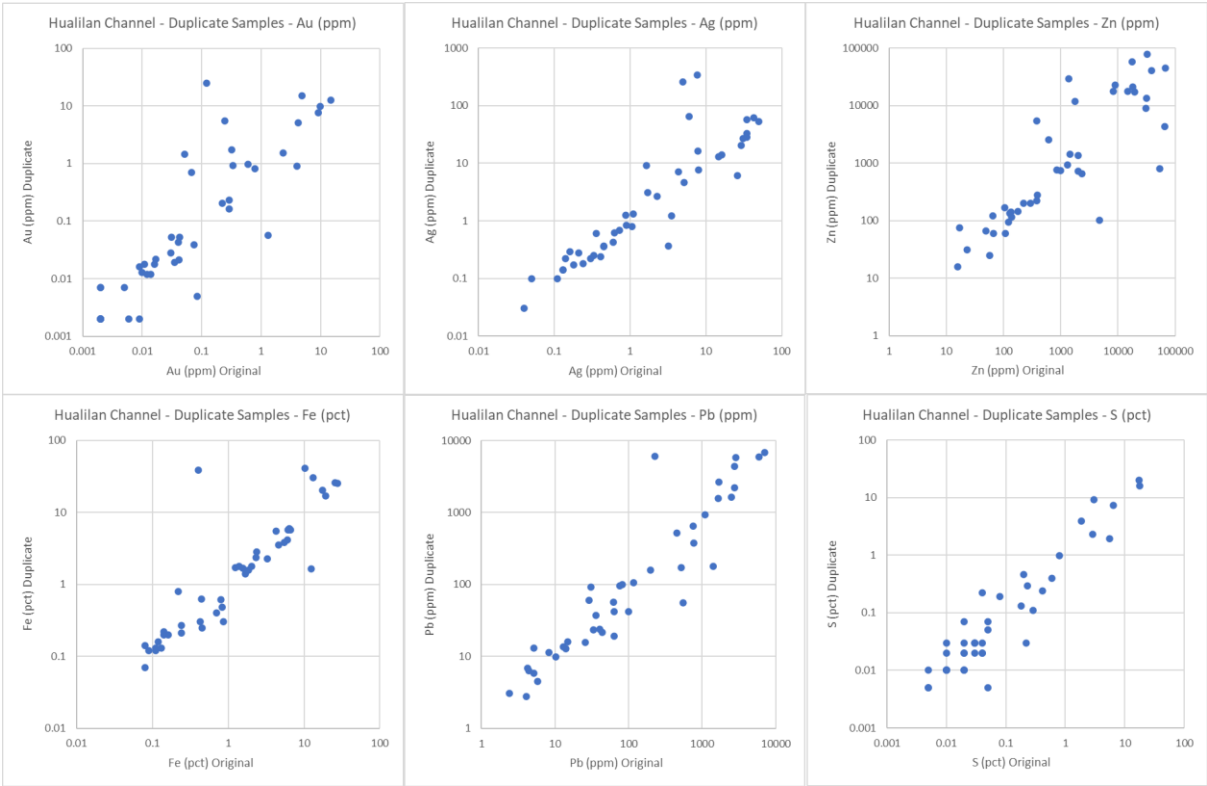 Hualilan Channel - Duplicate Samples - Au (ppm)
100
10
1
0.1
0.01
0.001
Au (ppm) Duplicate
0.001 0.01 0.1 1 10 100
Au (ppm) Original
Hualilan Channel - Duplicate Samples - Ag (ppm)
1000
100
10
1
0.1
0.01
Ag (ppm) Duplicate
0.01 0.1 1 10 100
Ag (ppm) Original
Hualilan Channel - Duplicate Samples - Zn (ppm)
100000
10000
1000
100
10
1
Zn (ppm) Duplicate
1 10 100 1000 10000 100000
Zn (ppm) Original
Hualilan Channel - Duplicate Samples - Fe (pct)
100
10
1
0.1
0.01
Fe (pct) Duplicate
0.01 0.1 1 10 100
Fe (pct) Original
Hualilan Channel - Duplicate Samples - Pb (ppm)
10000
1000
100
10
1
Pb (ppm) Duplicate
1 10 100 1000 10000
Pb (ppm) Original
Hualilan Channel - Duplicate Samples - S (pct)
100
10
1
0.1
0.01
0.001
S (pct) Duplicate
0.001 0.01 0.1 1 10 100
S (pct) Original